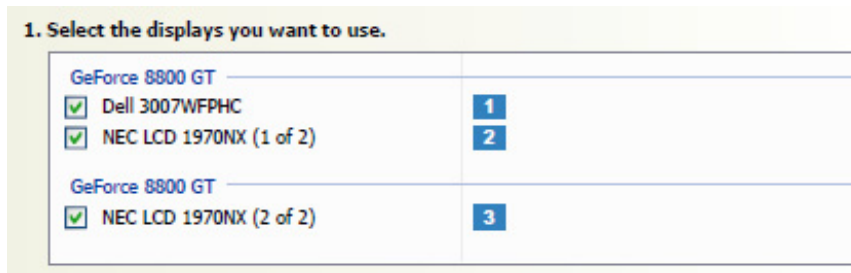 1. Select the displays you want to use.
GeForce 8800 GT
Dell 3007WFPHC 1
NEC LCD 1970NX (1 of 2) 2
GeForce 8800 GT
NEC LCD 1970NX (2 of 2) 3